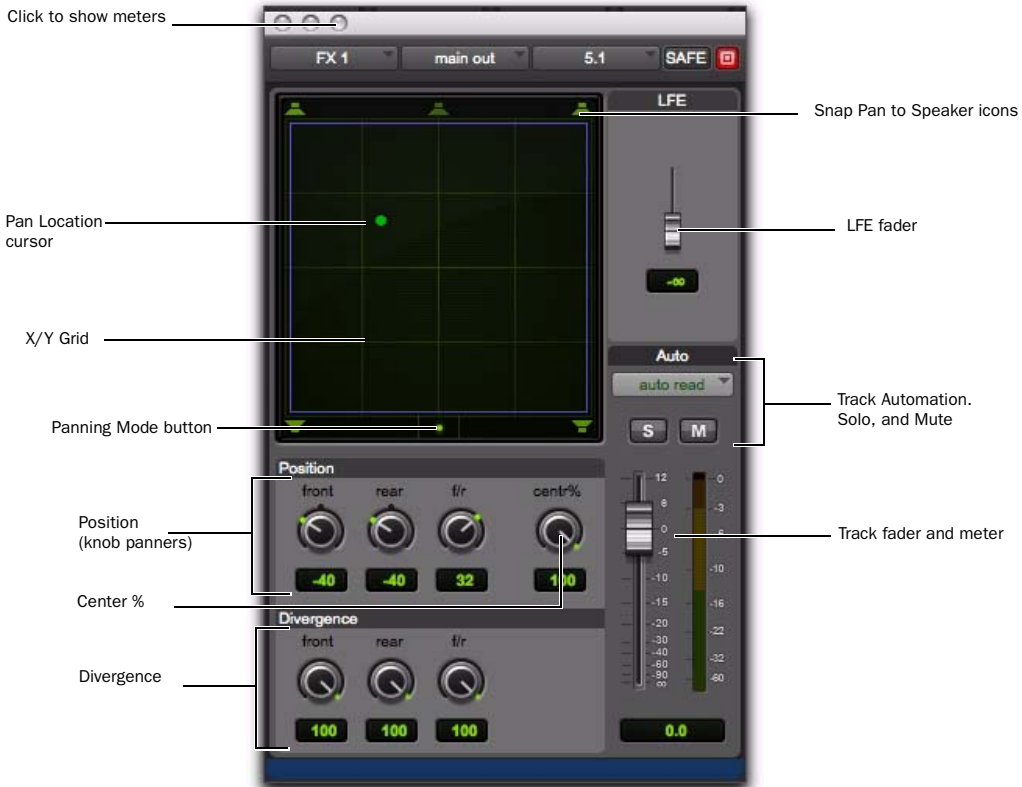 Click to show meters
FX 1 main out 5.1 SAFE
LFE
Snap Pan to Speaker icons
Pan Location
cursor
LFE fader
-∞
X/Y Grid
Auto
auto read
Track Automation.
Solo, and Mute
Panning Mode button
S M
Position
front rear f/r centr%
-40 -40 32 100
Position
(knob panners)
Center %
12
6
0
-5
-10
-15
-20
-30
-40
-60
-90
∞
0
-3
-6
-10
-16
-22
-32
-60
Track fader and meter
Divergence
front rear f/r
100 100 100
Divergence
0.0